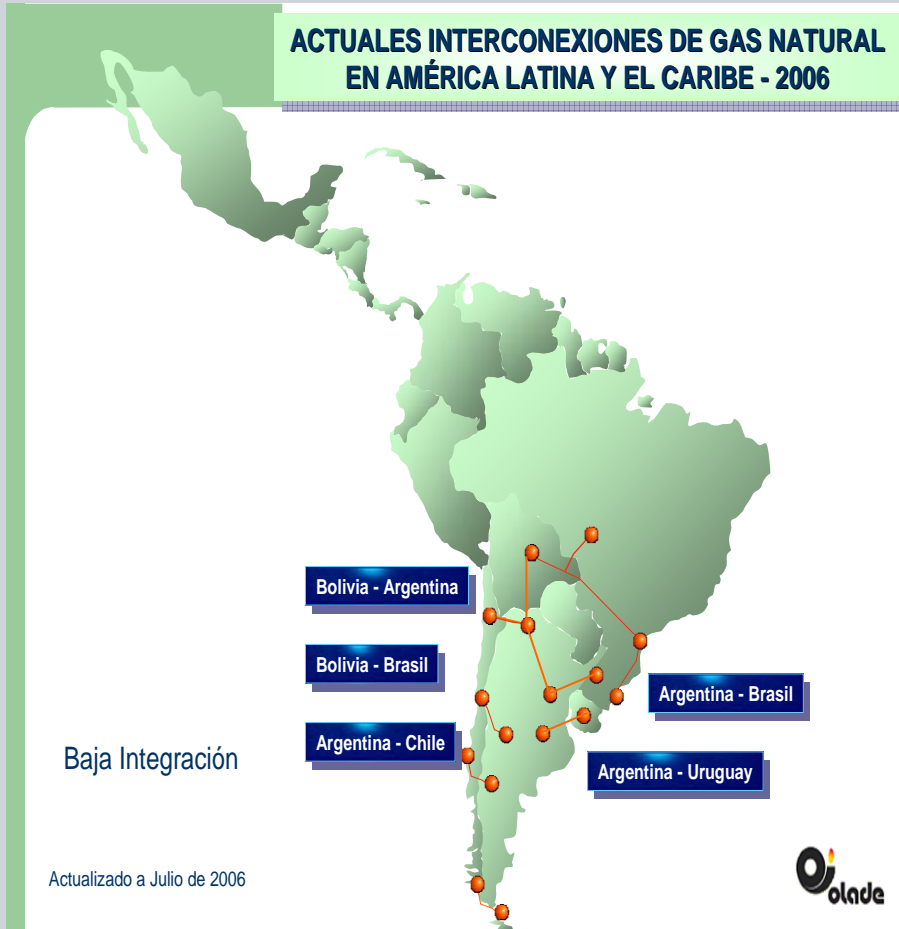 ACTUALES INTERCONEXIONES DE GAS NATURAL
EN AMÉRICA LATINA Y EL CARIBE - 2006
Bolivia - Argentina
Bolivia - Brasil
Argentina - Brasil
Argentina - Chile
Baja Integración
Argentina - Uruguay
Actualizado a Julio de 2006
olade